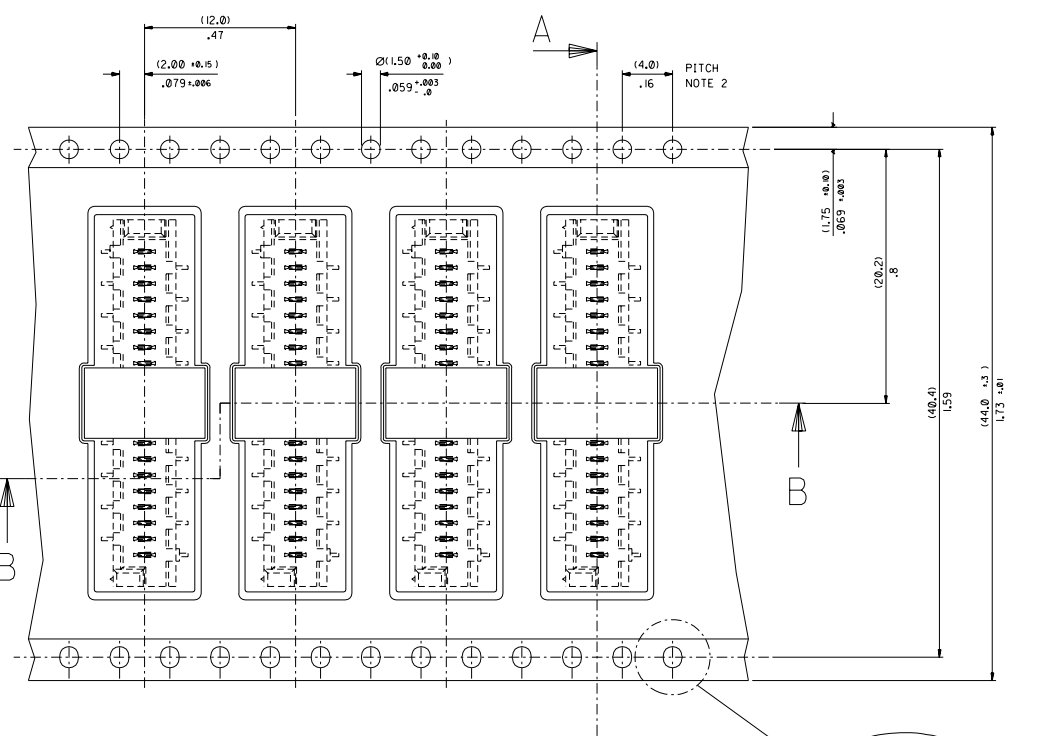 (12.0)
.47
A
(2.00 ±0.15)
.079±.006
Ø(1.50 +0.10 0.00)
.059 +.003 -.0
(4.0)
.16
PITCH
NOTE 2
(1.75 ±0.10)
.069 ±.003
(20.2)
.8
(40.4)
1.59
(44.0 ±.3)
1.73 ±.01
B
B